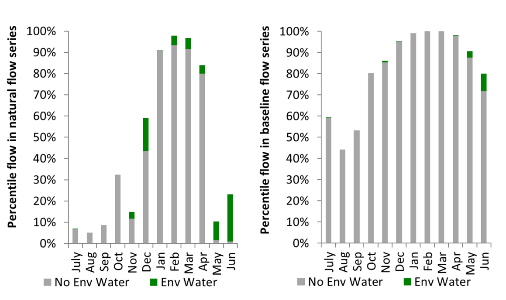 Percentile flow in natural flow series
100%
90%
80%
70%
60%
50%
40%
30%
20%
10%
0%
July
Aug
Sep
Oct
Nov
Dec
Jan
Feb
Mar
Apr
May
Jun
No Env Water
Env Water
Percentile flow in baseline flow series
100%
90%
80%
70%
60%
50%
40%
30%
20%
10%
0%
July
Aug
Sep
Oct
Nov
Dec
Jan
Feb
Mar
Apr
May
Jun
No Env Water
Env Water